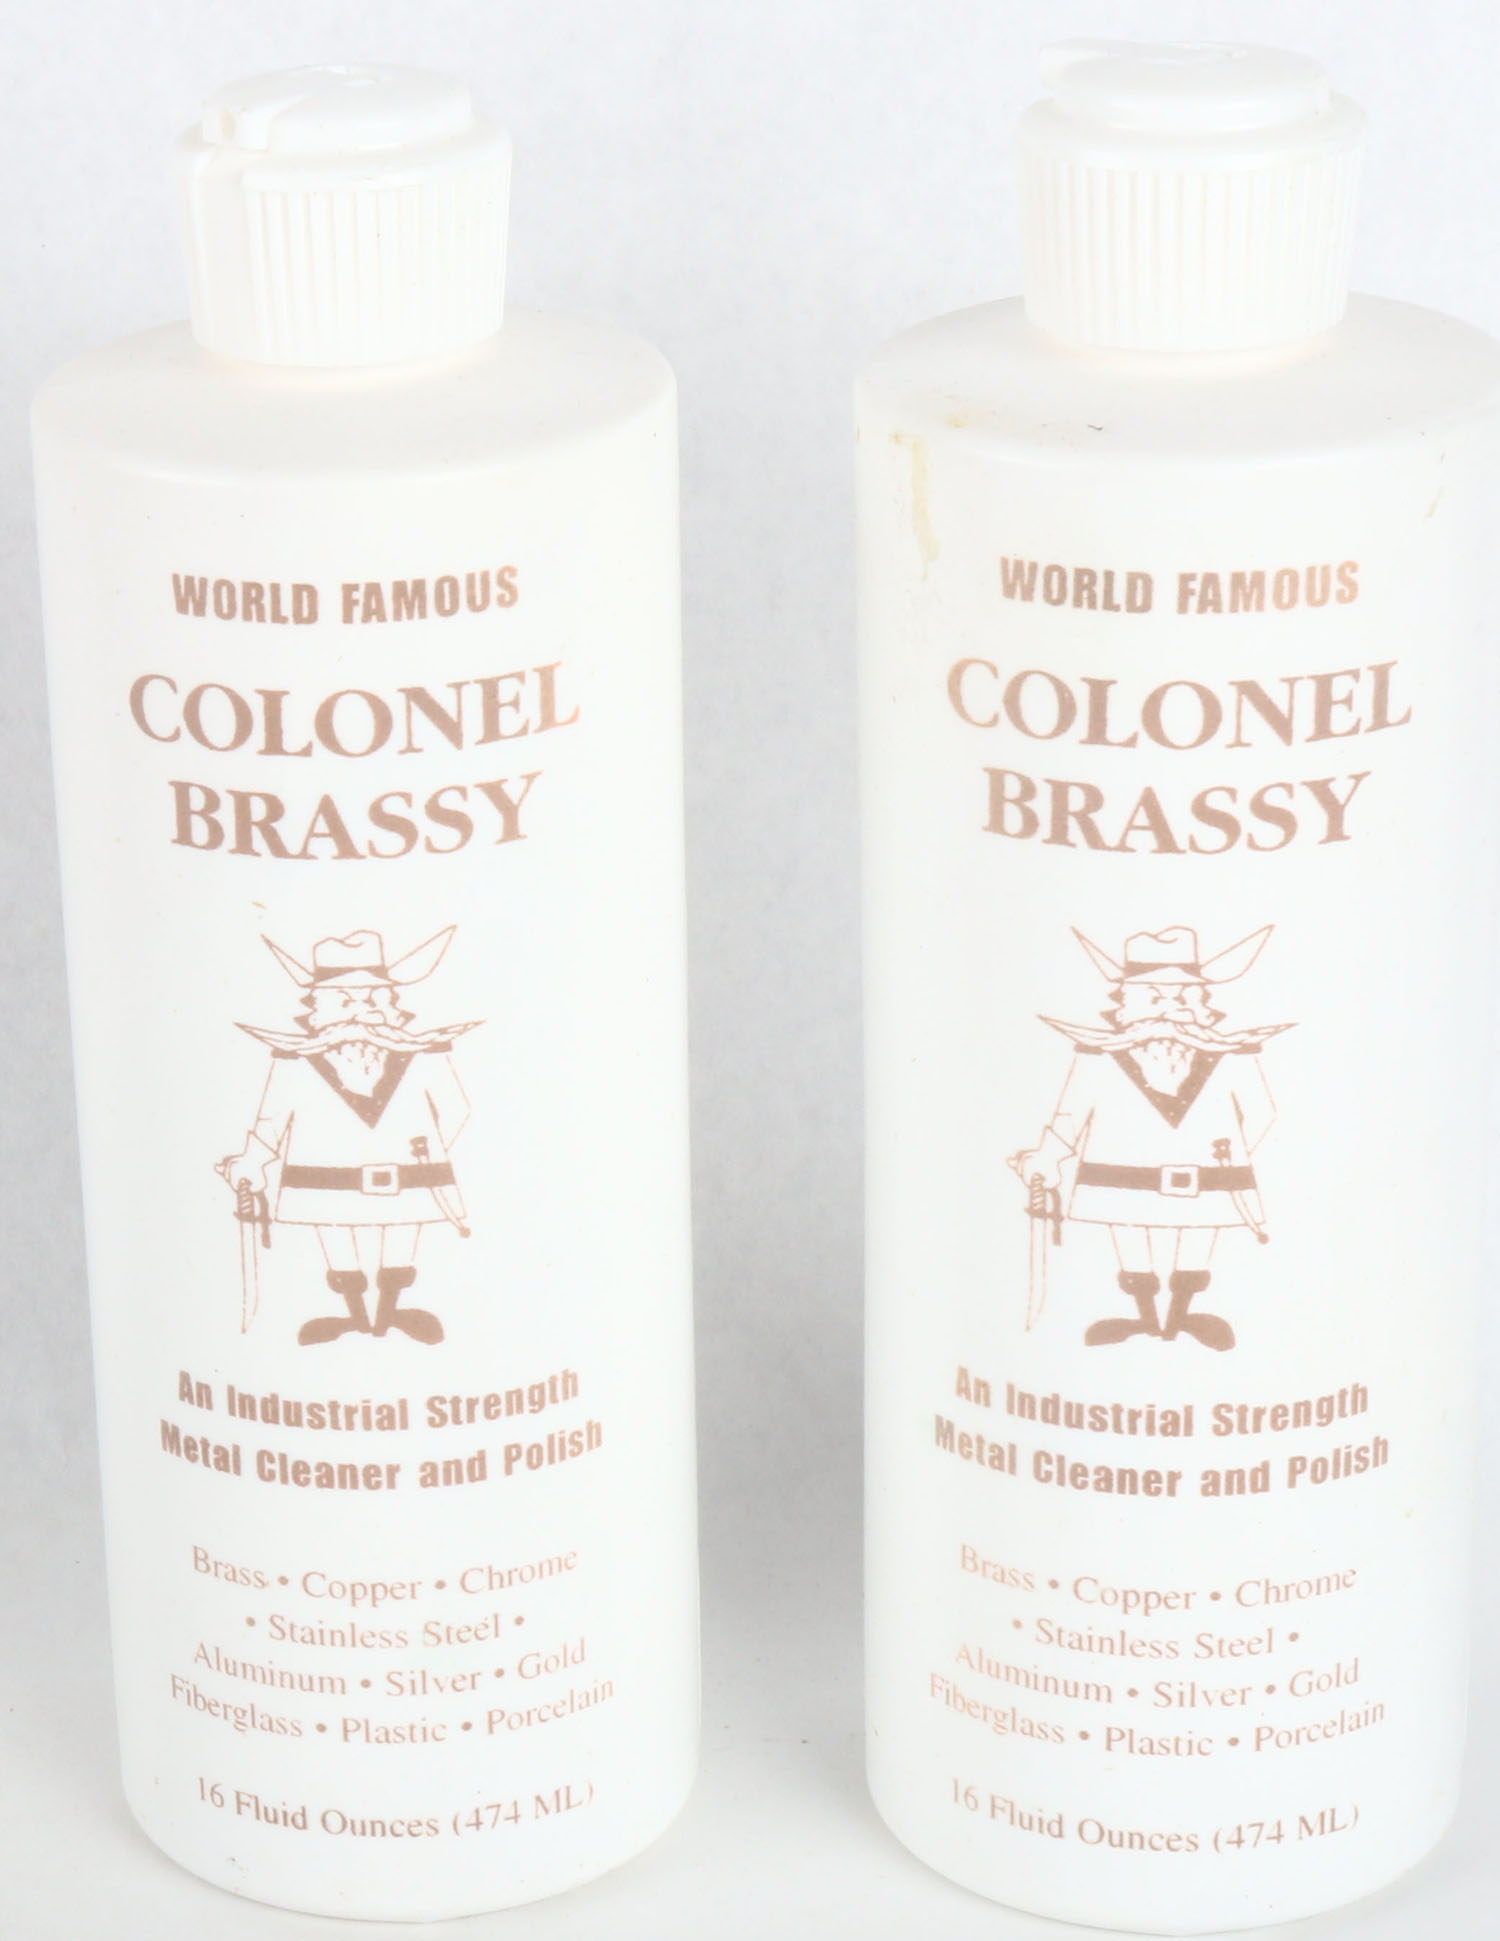 WORLD FAMOUS
COLONEL
BRASSY
An Industrial Strength
Metal Cleaner and Polish
Brass • Copper • Chrome
• Stainless Steel •
Aluminum • Silver • Gold
Fiberglass • Plastic • Porcelain
16 Fluid Ounces (474 ML)
WORLD FAMOUS
COLONEL
BRASSY
An Industrial Strength
Metal Cleaner and Polish
Brass • Copper • Chrome
• Stainless Steel •
Aluminum • Silver • Gold
Fiberglass • Plastic • Porcelain
16 Fluid Ounces (474 ML)